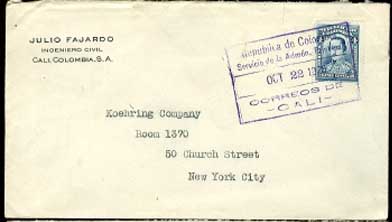 JULIO FAJARDO
INGENIERO CIVIL
CALI, COLOMBIA, S.A.
República de Colombia
Servicio de la Admón.
OCT 22
CORREOS DE
-CALI-
Koehring Company
Room 1370
50 Church Street
New York City